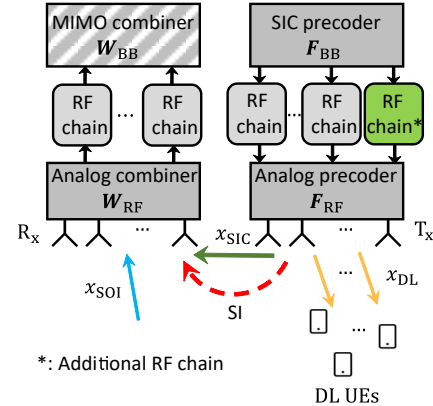 MIMO combiner
W_BB
SIC precoder
F_BB
RF chain
...
RF chain
RF chain
...
RF chain
RF chain*
Analog combiner
W_RF
Analog precoder
F_RF
R_x
...
x_SIC
...
T_x
x_SOI
SI
...
x_DL
...
*: Additional RF chain
DL UEs